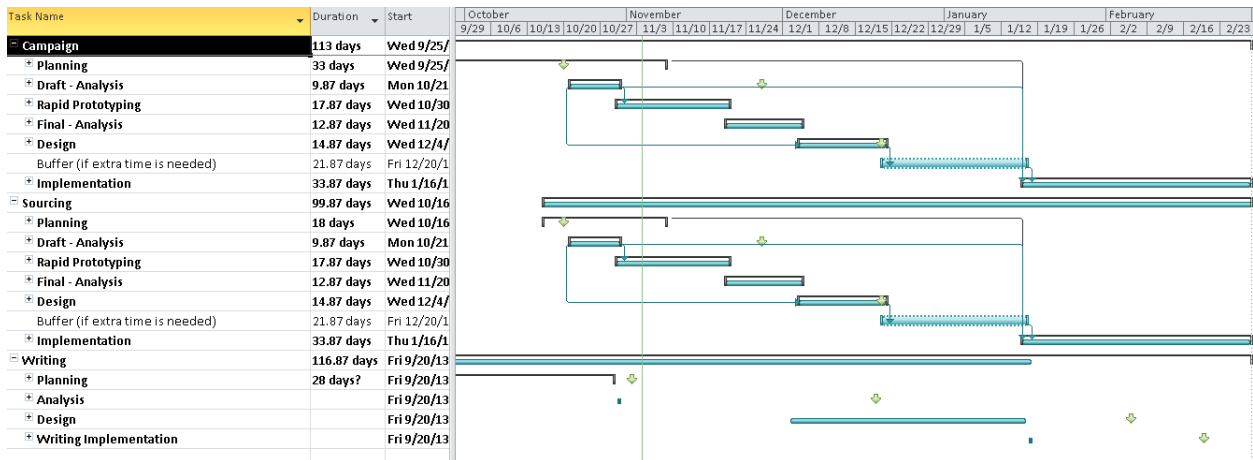 Task Name Duration Start October November December January February
9/29 10/6 10/13 10/20 10/27 11/3 11/10 11/17 11/24 12/1 12/8 12/15 12/22 12/29 1/5 1/12 1/19 1/26 2/2 2/9 2/16 2/23
Campaign 113 days Wed 9/25/
Planning 33 days Wed 9/25/
Draft - Analysis 9.87 days Mon 10/21
Rapid Prototyping 17.87 days Wed 10/30
Final - Analysis 12.87 days Wed 11/20
Design 14.87 days Wed 12/4/
Buffer (if extra time is needed) 21.87 days Fri 12/20/1
Implementation 33.87 days Thu 1/16/1
Sourcing 99.87 days Wed 10/16
Planning 18 days Wed 10/16
Draft - Analysis 9.87 days Mon 10/21
Rapid Prototyping 17.87 days Wed 10/30
Final - Analysis 12.87 days Wed 11/20
Design 14.87 days Wed 12/4/
Buffer (if extra time is needed) 21.87 days Fri 12/20/1
Implementation 33.87 days Thu 1/16/1
Writing 116.87 days Fri 9/20/13
Planning 28 days? Fri 9/20/13
Analysis Fri 9/20/13
Design Fri 9/20/13
Writing Implementation Fri 9/20/13